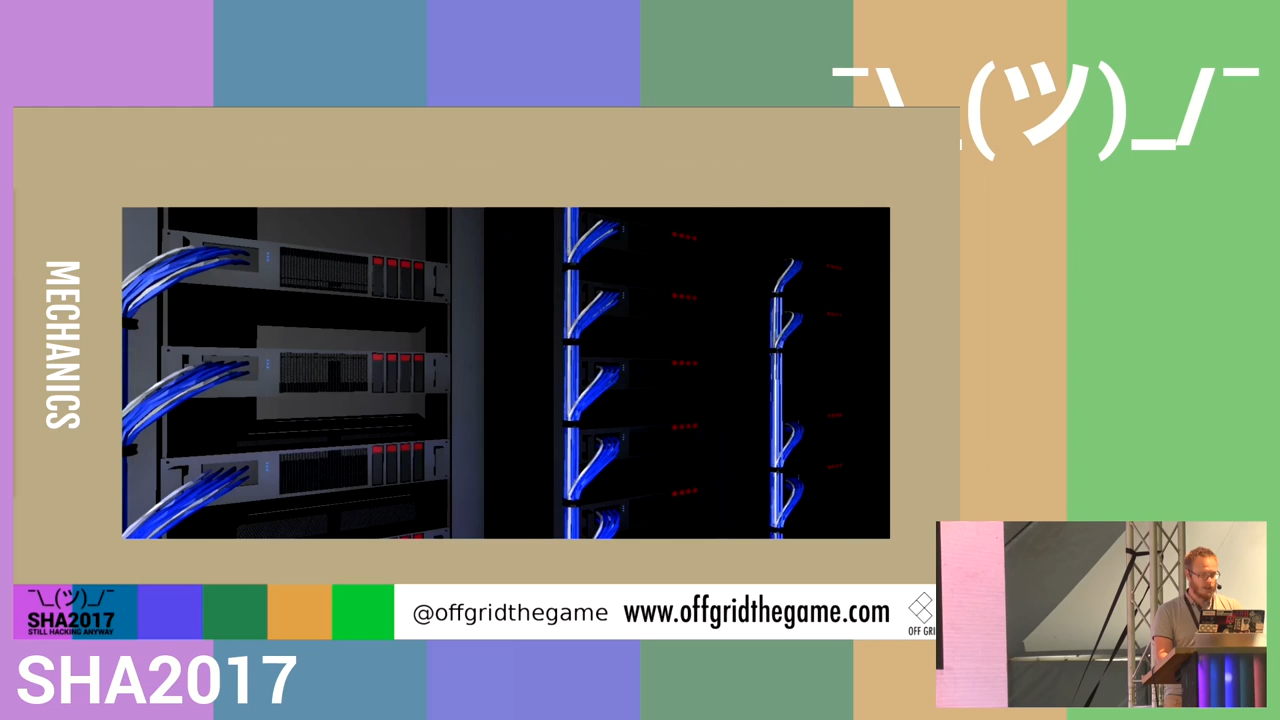 ¯\_(ツ)_/¯
MECHANICS
¯\_(ツ)_/¯
SHA2017
STILL HACKING ANYWAY
@offgridthegame
www.offgridthegame.com
OFF GRI
SHA2017